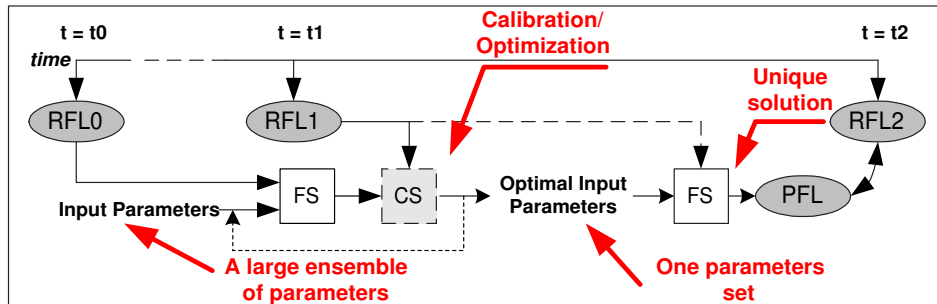 t = t0
t = t1
Calibration/
Optimization
t = t2
time
Unique
solution
RFL0
RFL1
RFL2
FS
CS
Optimal Input
Parameters
FS
PFL
Input Parameters
A large ensemble
of parameters
One parameters
set